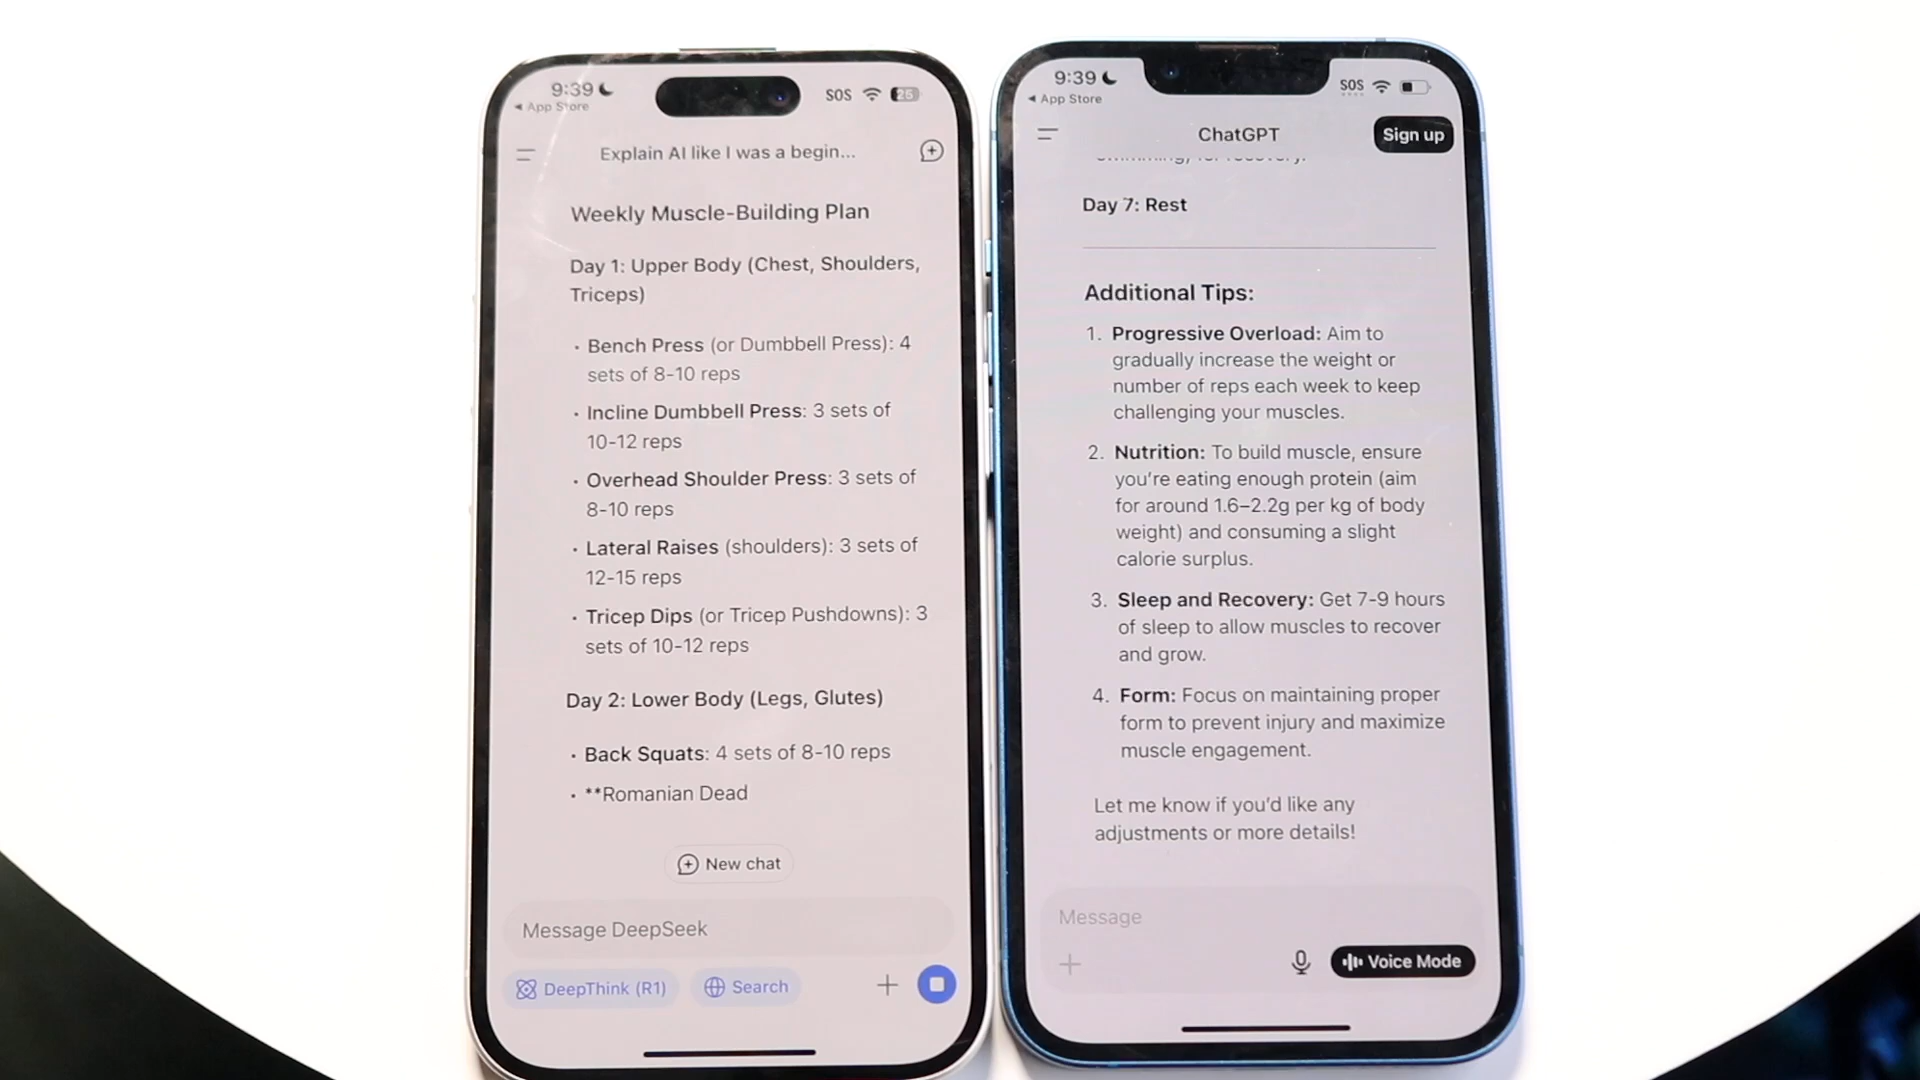 9:39
SOS
25
App Store
Explain AI like I was a begin...
Weekly Muscle-Building Plan
Day 1: Upper Body (Chest, Shoulders,
Triceps)
• Bench Press (or Dumbbell Press): 4
sets of 8-10 reps
• Incline Dumbbell Press: 3 sets of
10-12 reps
• Overhead Shoulder Press: 3 sets of
8-10 reps
• Lateral Raises (shoulders): 3 sets of
12-15 reps
• Tricep Dips (or Tricep Pushdowns): 3
sets of 10-12 reps
Day 2: Lower Body (Legs, Glutes)
• Back Squats: 4 sets of 8-10 reps
• **Romanian Dead
New chat
Message DeepSeek
DeepThink (R1)
Search
9:39
SOS
App Store
ChatGPT
Sign up
swimming, for recovery.
Day 7: Rest
Additional Tips:
1. Progressive Overload: Aim to
gradually increase the weight or
number of reps each week to keep
challenging your muscles.
2. Nutrition: To build muscle, ensure
you're eating enough protein (aim
for around 1.6–2.2g per kg of body
weight) and consuming a slight
calorie surplus.
3. Sleep and Recovery: Get 7-9 hours
of sleep to allow muscles to recover
and grow.
4. Form: Focus on maintaining proper
form to prevent injury and maximize
muscle engagement.
Let me know if you'd like any
adjustments or more details!
Message
Voice Mode